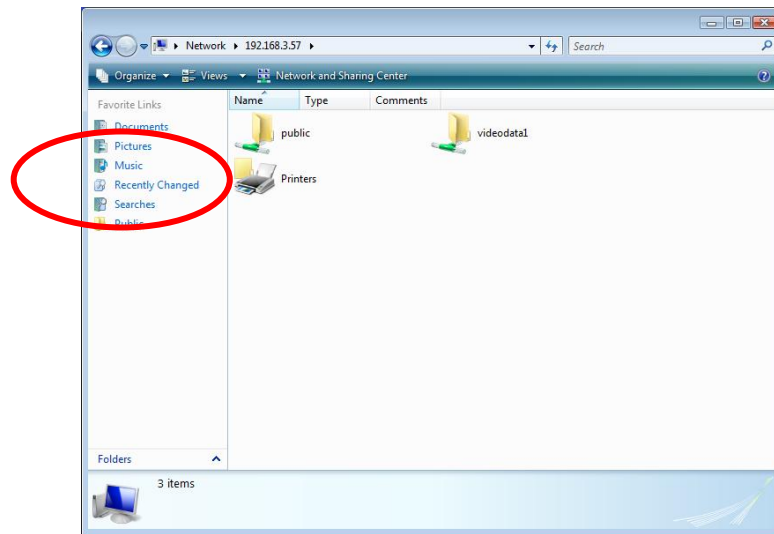 Network ▸ 192.168.3.57 ▸
Search
Organize Views Network and Sharing Center
Favorite Links
Documents
Pictures
Music
Recently Changed
Searches
Public
Name Type Comments
public videodata1
Printers
Folders
3 items